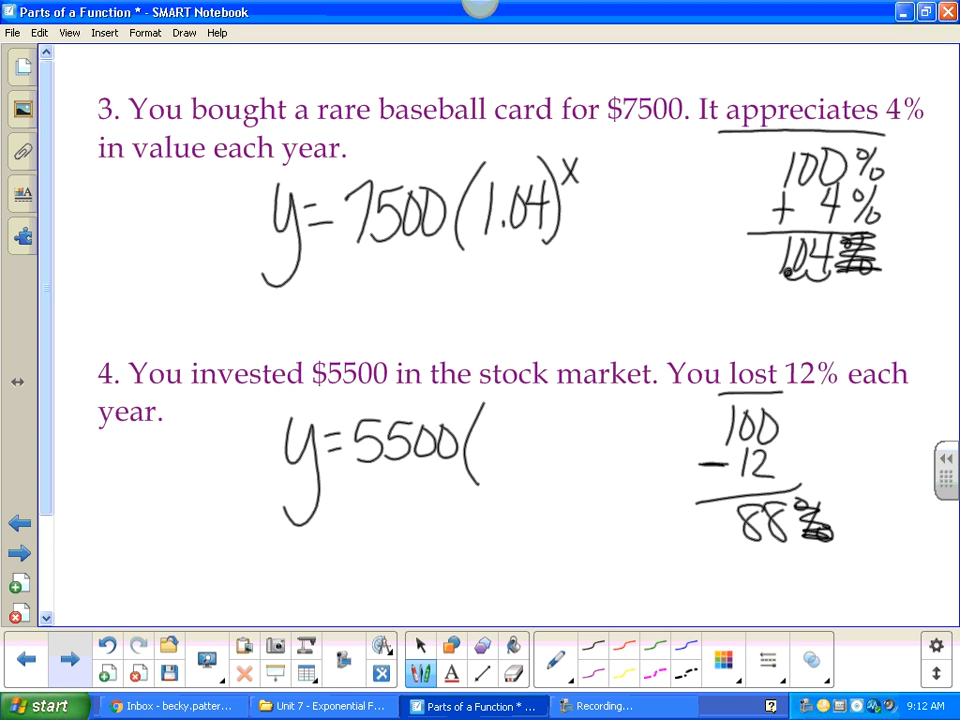 Parts of a Function * - SMART Notebook
File Edit View Insert Format Draw Help
3. You bought a rare baseball card for $7500. It appreciates 4%
in value each year.
y = 7500(1.04)^x
100%
+ 4%
104%
4. You invested $5500 in the stock market. You lost 12% each
year.
y = 5500(
100
- 12
88%
start
Inbox - becky.patter...
Unit 7 - Exponential F...
Parts of a Function * ...
Recording...
9:12 AM